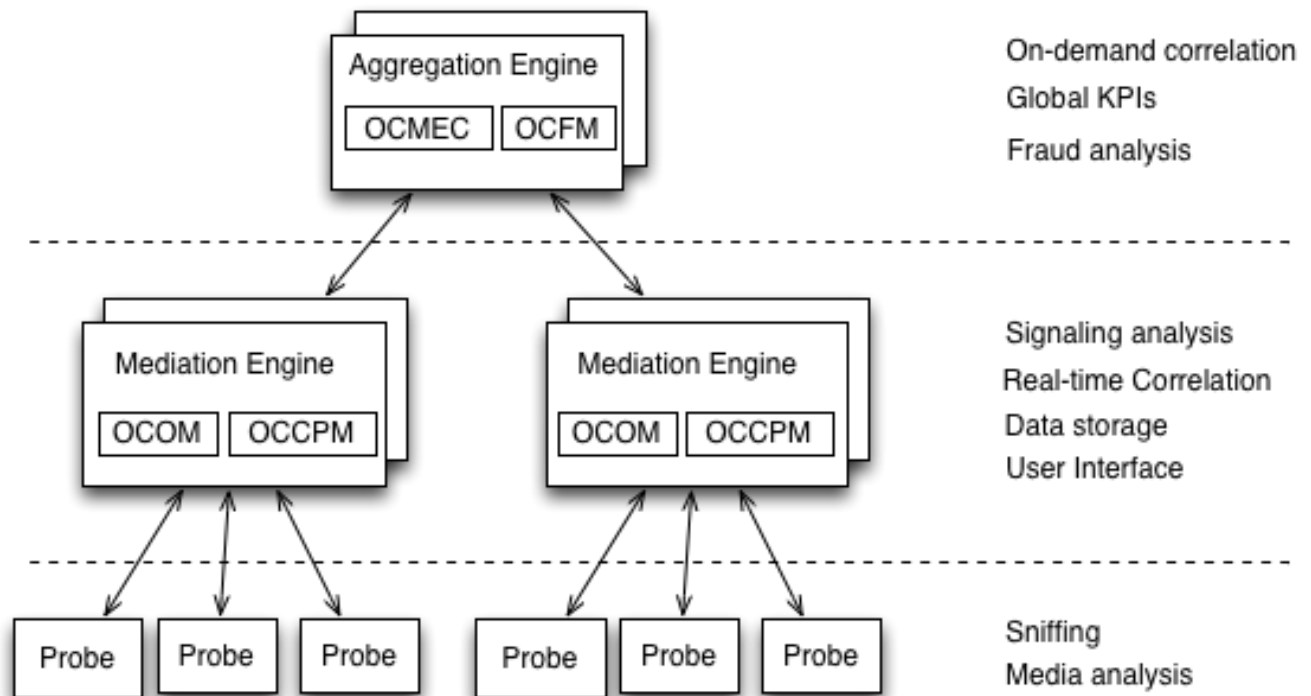 Aggregation Engine
OCMEC OCFM
On-demand correlation
Global KPIs
Fraud analysis
Mediation Engine
OCOM OCCPM
Mediation Engine
OCOM OCCPM
Signaling analysis
Real-time Correlation
Data storage
User Interface
Probe
Probe
Probe
Probe
Probe
Probe
Sniffing
Media analysis